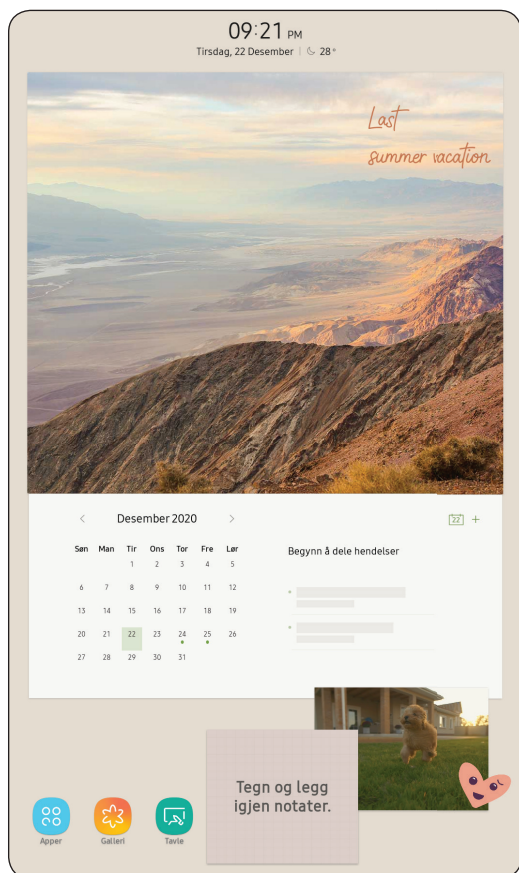 09:21 PM
Tirsdag, 22 Desember | 28°
Last
summer vacation
< Desember 2020 >
22 +
Søn Man Tir Ons Tor Fre Lør
1 2 3 4 5
6 7 8 9 10 11 12
13 14 15 16 17 18 19
20 21 22 23 24 25 26
27 28 29 30 31
Begynn å dele hendelser
Tegn og legg
igjen notater.
Apper Galleri Tavle